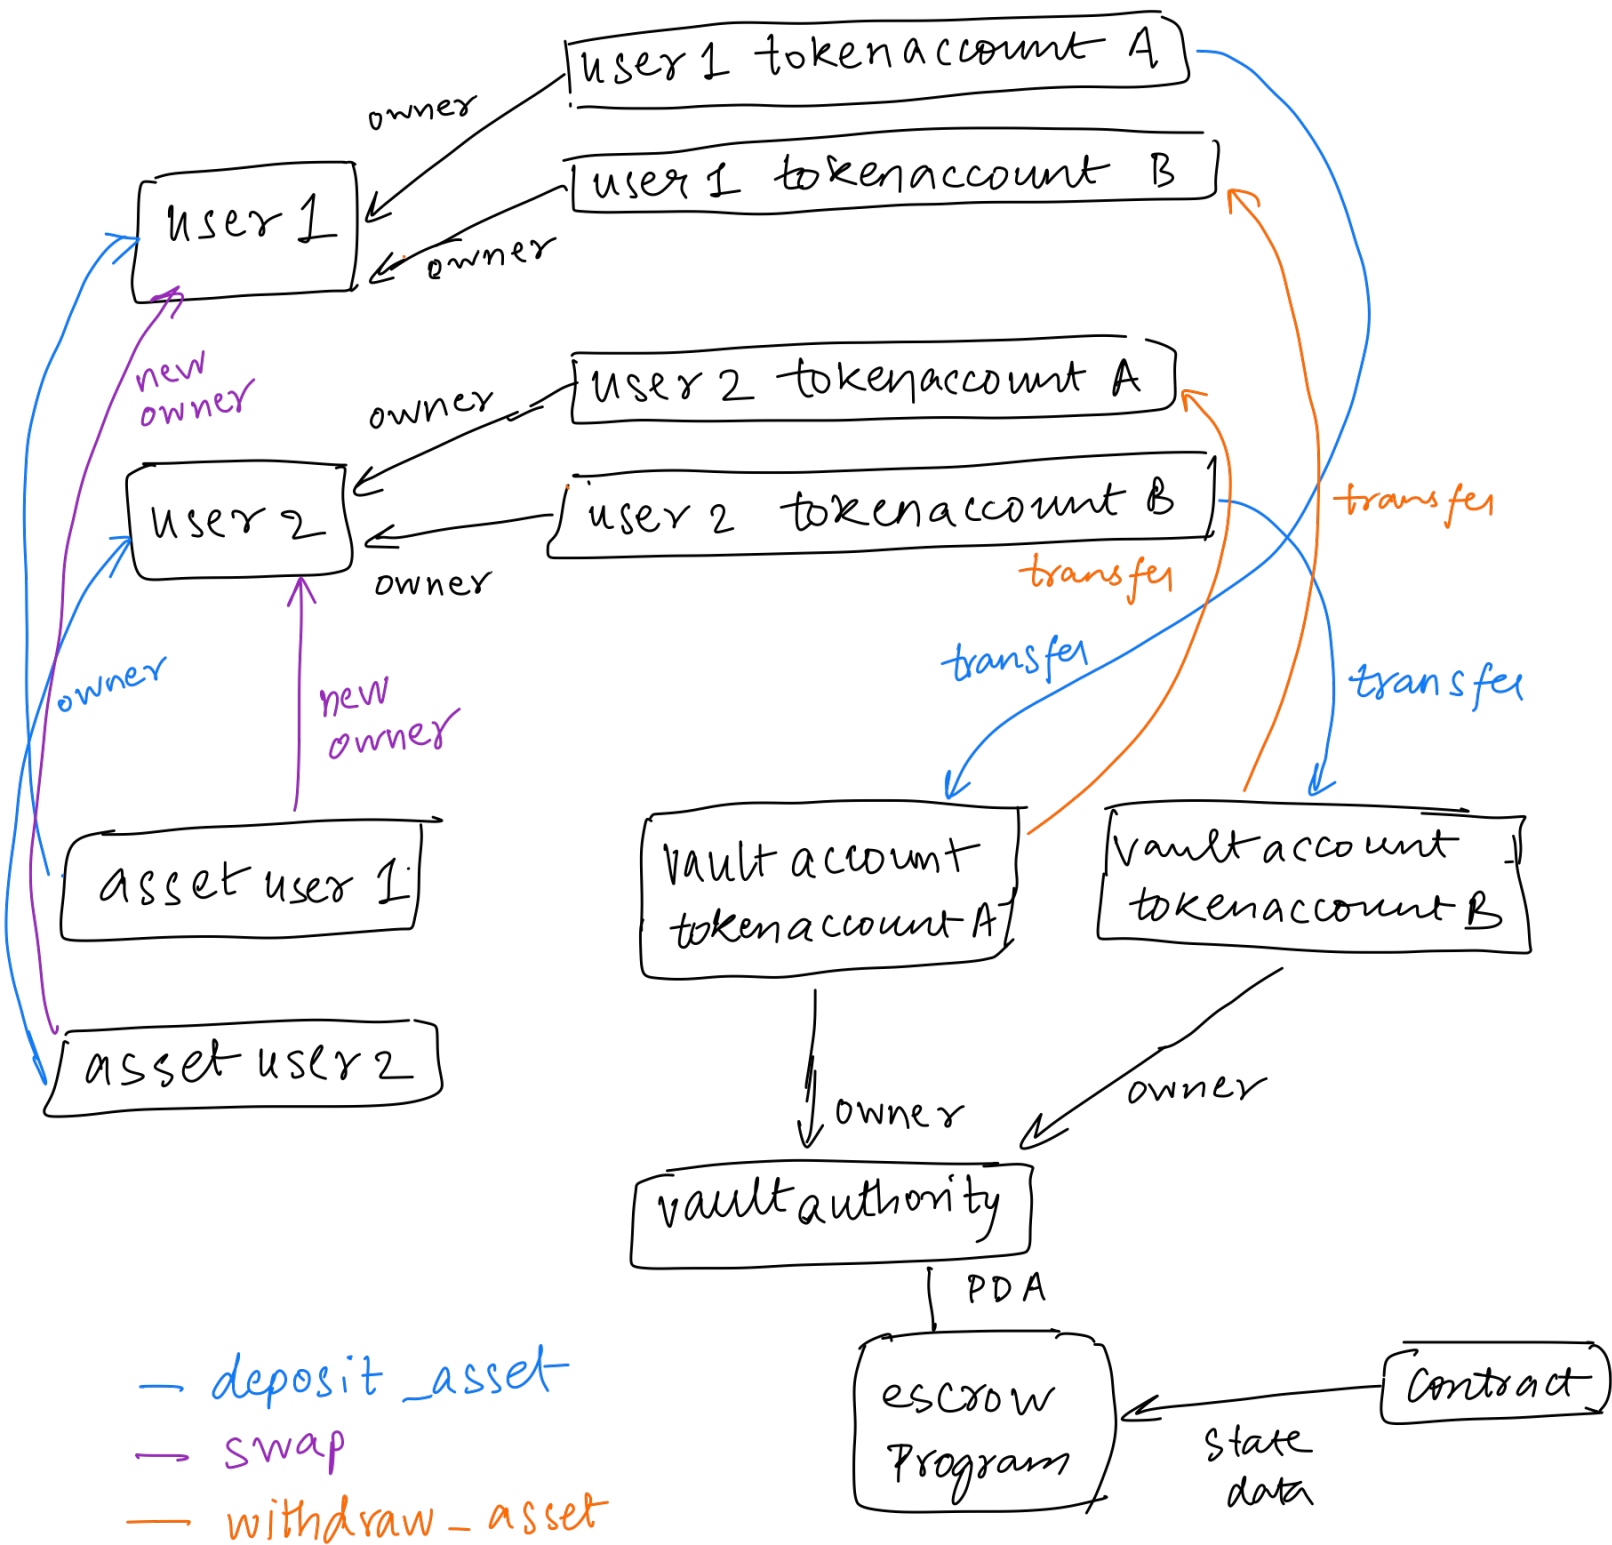 user 1 tokenaccount A
owner
user 1 tokenaccount B
user 1
owner
new
owner
user 2 tokenaccount A
owner
user 2
user 2 tokenaccount B
owner
transfer
transfer
transfer
transfer
owner
new
owner
asset user 1
vault account
tokenaccount A
vault account
tokenaccount B
asset user 2
owner
owner
vault authority
PDA
escrow
Program
contract
state
data
deposit_asset
swap
withdraw_asset